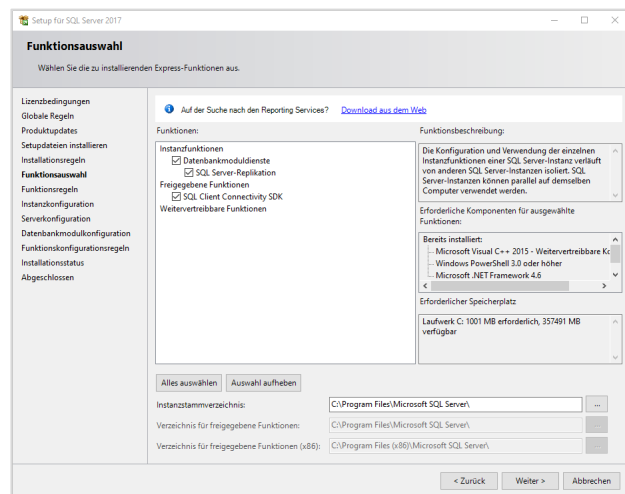 Setup für SQL Server 2017
Funktionsauswahl
Wählen Sie die zu installierenden Express-Funktionen aus.
Lizenzbedingungen
Globale Regeln
Produktupdates
Setupdateien installieren
Installationsregeln
Funktionsauswahl
Funktionsregeln
Instanzkonfiguration
Serverkonfiguration
Datenbankmodulkonfiguration
Funktionskonfigurationsregeln
Installationsstatus
Abgeschlossen
Auf der Suche nach den Reporting Services? Download aus dem Web
Funktionen:
Instanzfunktionen
Datenbankmoduldienste
SQL Server-Replikation
Freigegebene Funktionen
SQL Client Connectivity SDK
Weitervertreibbare Funktionen
Funktionsbeschreibung:
Die Konfiguration und Verwendung der einzelnen
Instanzfunktionen einer SQL Server-Instanz verläuft
von anderen SQL Server-Instanzen isoliert. SQL
Server-Instanzen können parallel auf demselben
Computer verwendet werden.
Erforderliche Komponenten für ausgewählte
Funktionen:
Bereits installiert:
Microsoft Visual C++ 2015 - Weitervertreibbare Kc
Windows PowerShell 3.0 oder höher
Microsoft .NET Framework 4.6
Erforderlicher Speicherplatz
Laufwerk C: 1001 MB erforderlich, 357491 MB
verfügbar
Alles auswählen Auswahl aufheben
Instanzstammverzeichnis: C:\Program Files\Microsoft SQL Server\ ...
Verzeichnis für freigegebene Funktionen: C:\Program Files\Microsoft SQL Server\ ...
Verzeichnis für freigegebene Funktionen (x86): C:\Program Files (x86)\Microsoft SQL Server\ ...
< Zurück Weiter > Abbrechen